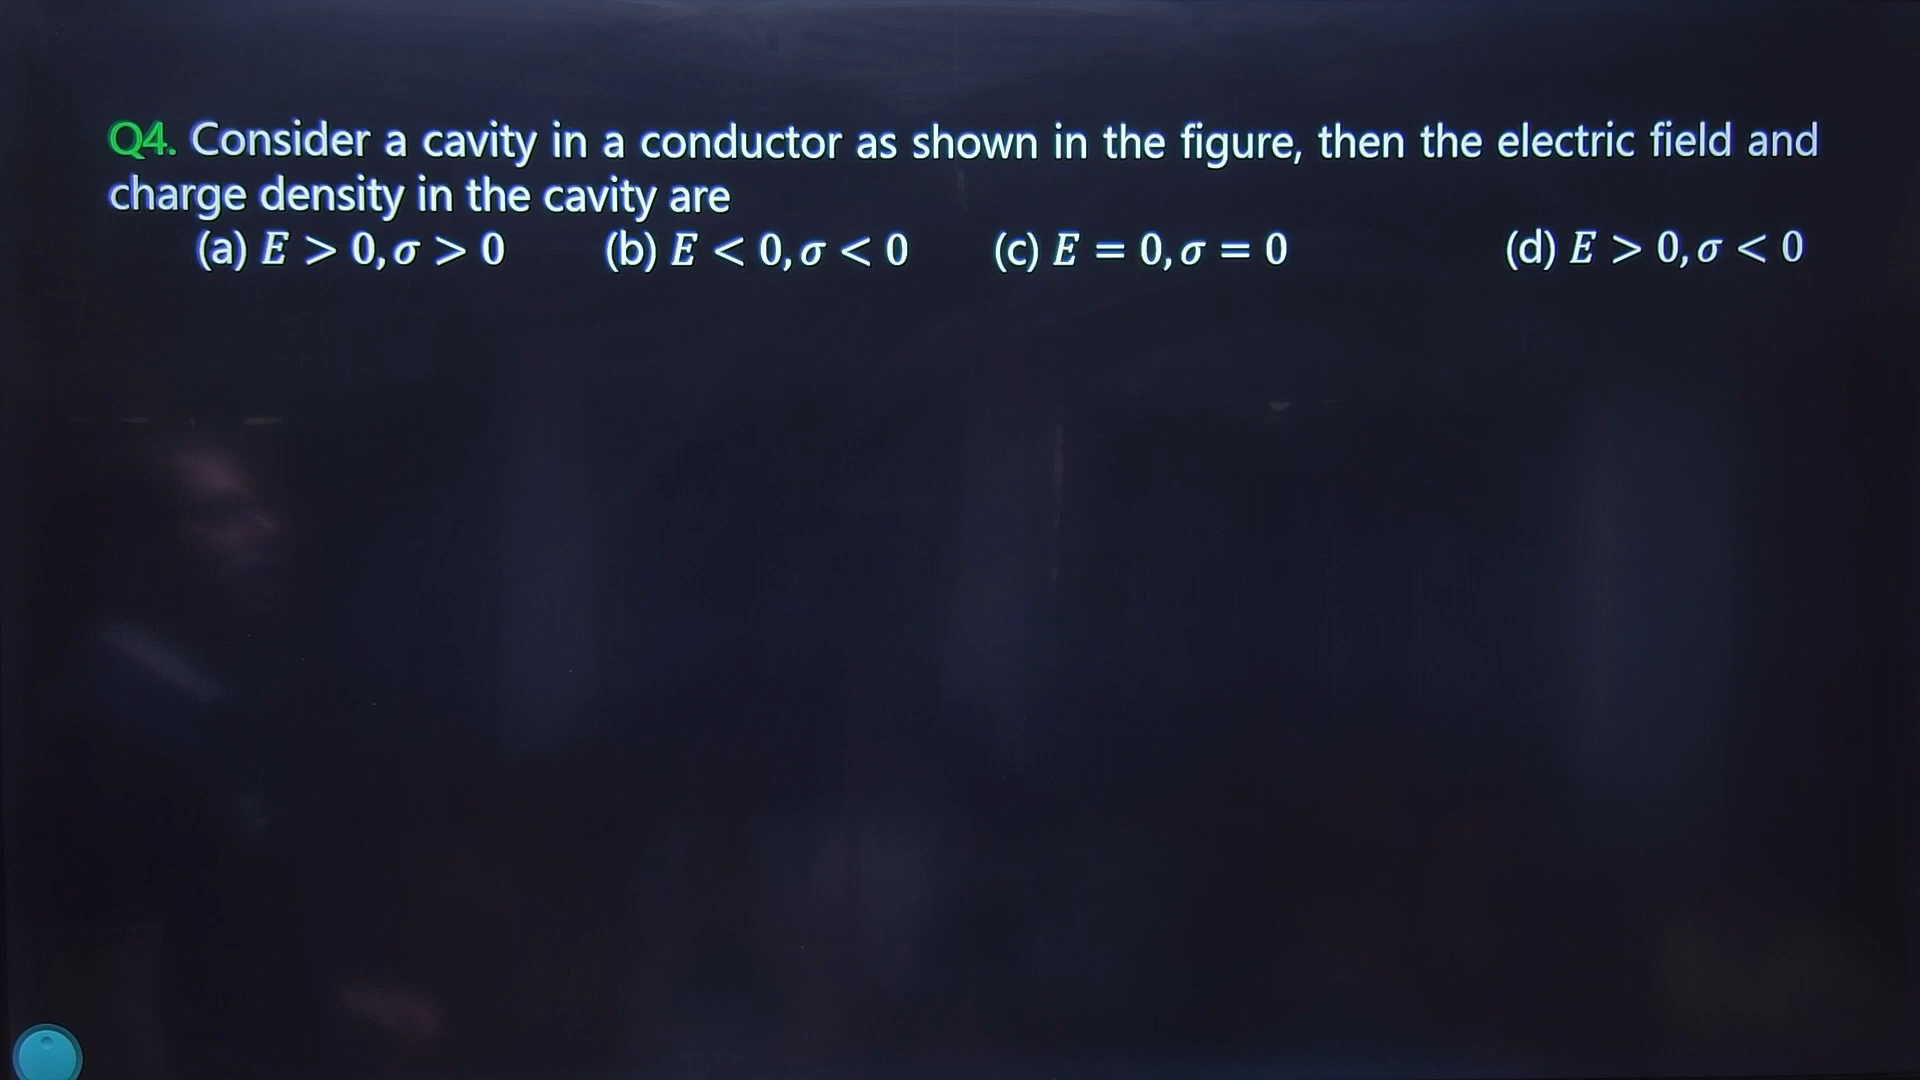 Q4. Consider a cavity in a conductor as shown in the figure, then the electric field and
charge density in the cavity are
(a) E > 0, σ > 0 (b) E < 0, σ < 0 (c) E = 0, σ = 0 (d) E > 0, σ < 0